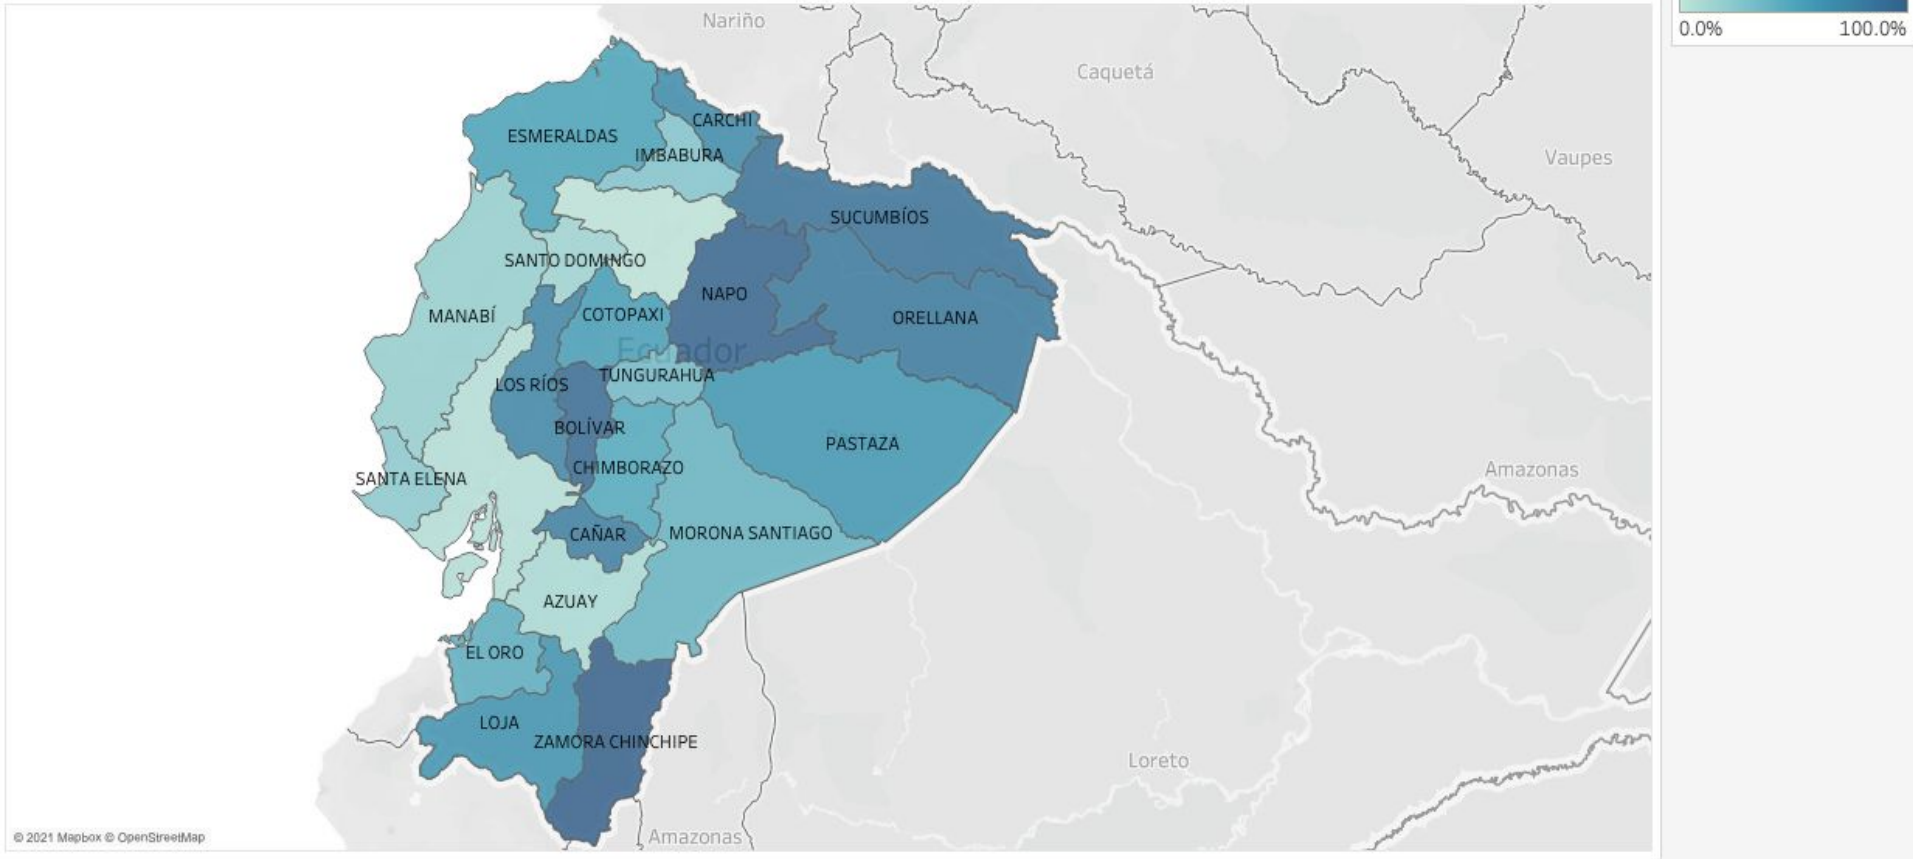 Nariño
0.0%
100.0%
Caquetá
CARCHI
ESMERALDAS
IMBABURA
Vaupes
SUCUMBÍOS
SANTO DOMINGO
NAPO
MANABÍ
COTOPAXI
ORELLANA
Ecuador
TUNGURAHUA
LOS RÍOS
BOLÍVAR
PASTAZA
CHIMBORAZO
Amazonas
SANTA ELENA
CAÑAR
MORONA SANTIAGO
AZUAY
EL ORO
LOJA
ZAMORA CHINCHIPE
Loreto
© 2021 Mapbox © OpenStreetMap
Amazonas